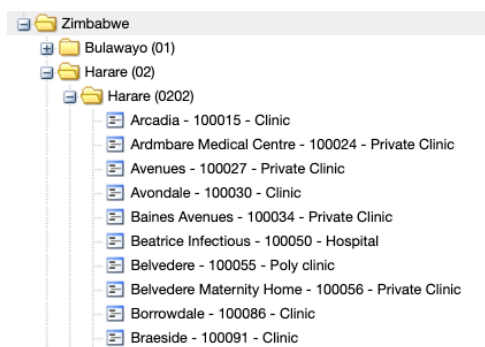 Zimbabwe
Bulawayo (01)
Harare (02)
Harare (0202)
Arcadia - 100015 - Clinic
Ardmbare Medical Centre - 100024 - Private Clinic
Avenues - 100027 - Private Clinic
Avondale - 100030 - Clinic
Baines Avenues - 100034 - Private Clinic
Beatrice Infectious - 100050 - Hospital
Belvedere - 100055 - Poly clinic
Belvedere Maternity Home - 100056 - Private Clinic
Borrowdale - 100086 - Clinic
Braeside - 100091 - Clinic